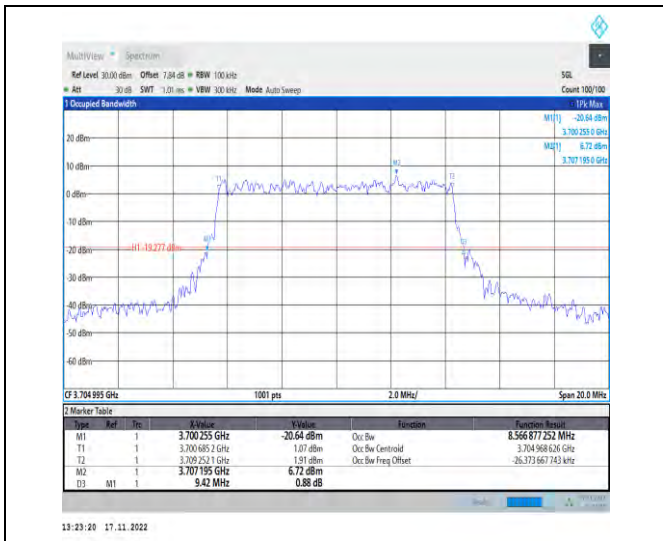 MultiView Spectrum
Ref Level 30.00 dBm Offset 7.84 dB RBW 100 kHz SGL
Att 30 dB SWT 1.01 ms VBW 300 kHz Mode Auto Sweep Count 100/100
1 Occupied Bandwidth 1Pk Max
M1[1] -20.64 dBm
3.700 255 0 GHz
M2[1] 6.72 dBm
3.707 195 0 GHz
20 dBm
10 dBm
M2
T1 T2
0 dBm
-10 dBm
-20 dBm
H1 -19.277 dBm
-30 dBm
-40 dBm
-50 dBm
-60 dBm
CF 3.704 995 GHz 1001 pts 2.0 MHz/ Span 20.0 MHz
2 Marker Table
Type Ref Trc X-Value Y-Value Function Function Result
M1 1 3.700 255 GHz -20.64 dBm Occ Bw 8.566 877 252 MHz
T1 1 3.700 685 2 GHz 1.07 dBm Occ Bw Centroid 3.704 968 626 GHz
T2 1 3.709 252 1 GHz 1.91 dBm Occ Bw Freq Offset -26.373 667 743 kHz
M2 1 3.707 195 GHz 6.72 dBm
D3 M1 1 9.42 MHz 0.88 dB
13:23:20 17.11.2022